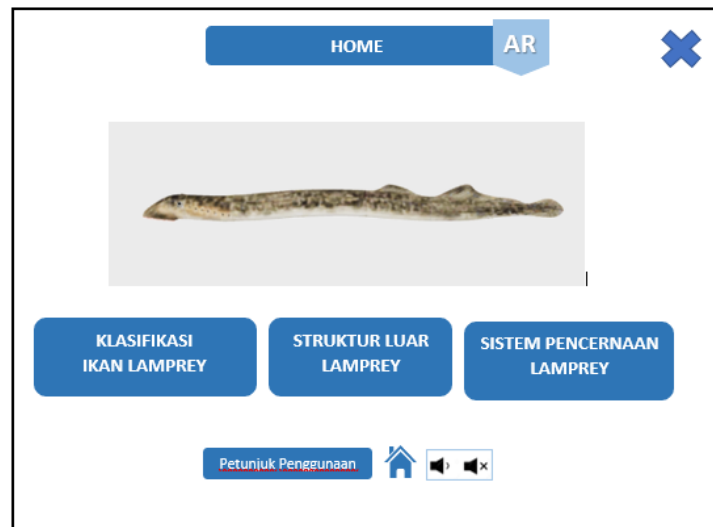 HOME
AR
KLASIFIKASI
IKAN LAMPREY
STRUKTUR LUAR
LAMPREY
SISTEM PENCERNAAN
LAMPREY
Petunjuk Penggunaan